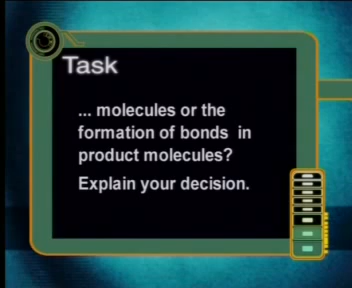 Task
... molecules or the
formation of bonds in
product molecules?
Explain your decision.